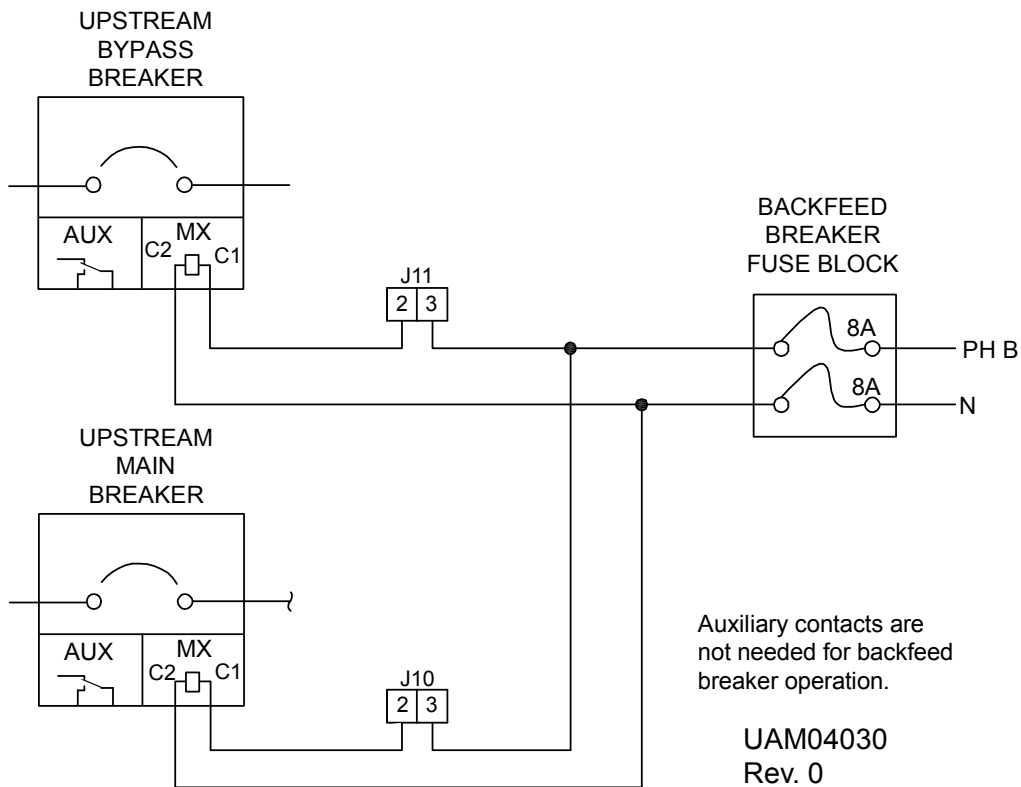 UPSTREAM
BYPASS
BREAKER
AUX
MX
C2
C1
J11
2 3
BACKFEED
BREAKER
FUSE BLOCK
8A
PH B
8A
N
UPSTREAM
MAIN
BREAKER
AUX
MX
C2
C1
J10
2 3
Auxiliary contacts are
not needed for backfeed
breaker operation.
UAM04030
Rev. 0